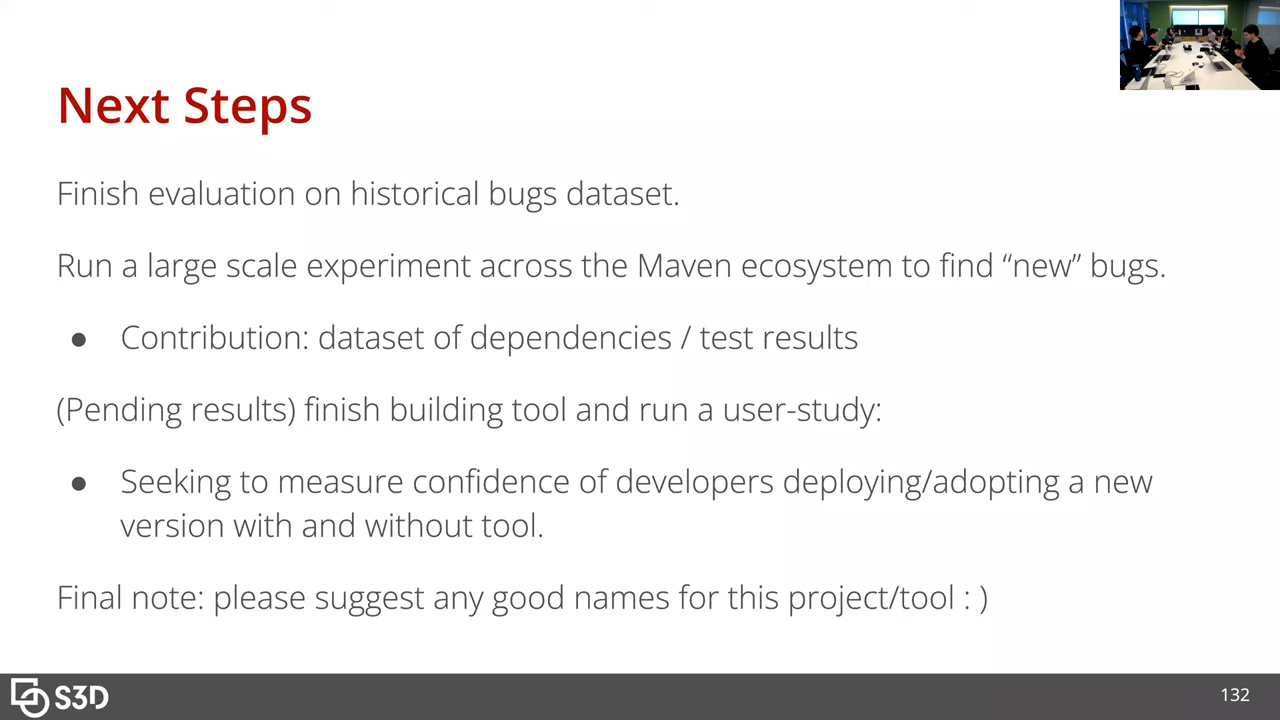 Next Steps
Finish evaluation on historical bugs dataset.
Run a large scale experiment across the Maven ecosystem to find “new” bugs.
● Contribution: dataset of dependencies / test results
(Pending results) finish building tool and run a user-study:
● Seeking to measure confidence of developers deploying/adopting a new
version with and without tool.
Final note: please suggest any good names for this project/tool : )
S3D
132